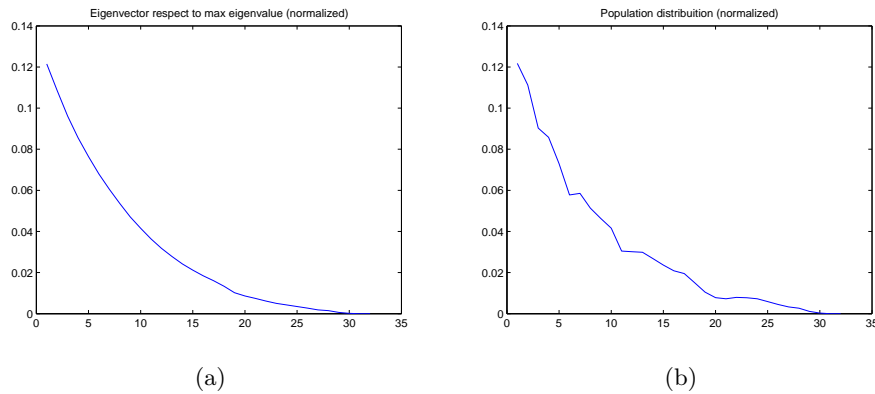 Eigenvector respect to max eigenvalue (normalized)
0.14
0.12
0.1
0.08
0.06
0.04
0.02
0
0 5 10 15 20 25 30 35
(a)
Population distribuition (normalized)
0.14
0.12
0.1
0.08
0.06
0.04
0.02
0
0 5 10 15 20 25 30 35
(b)